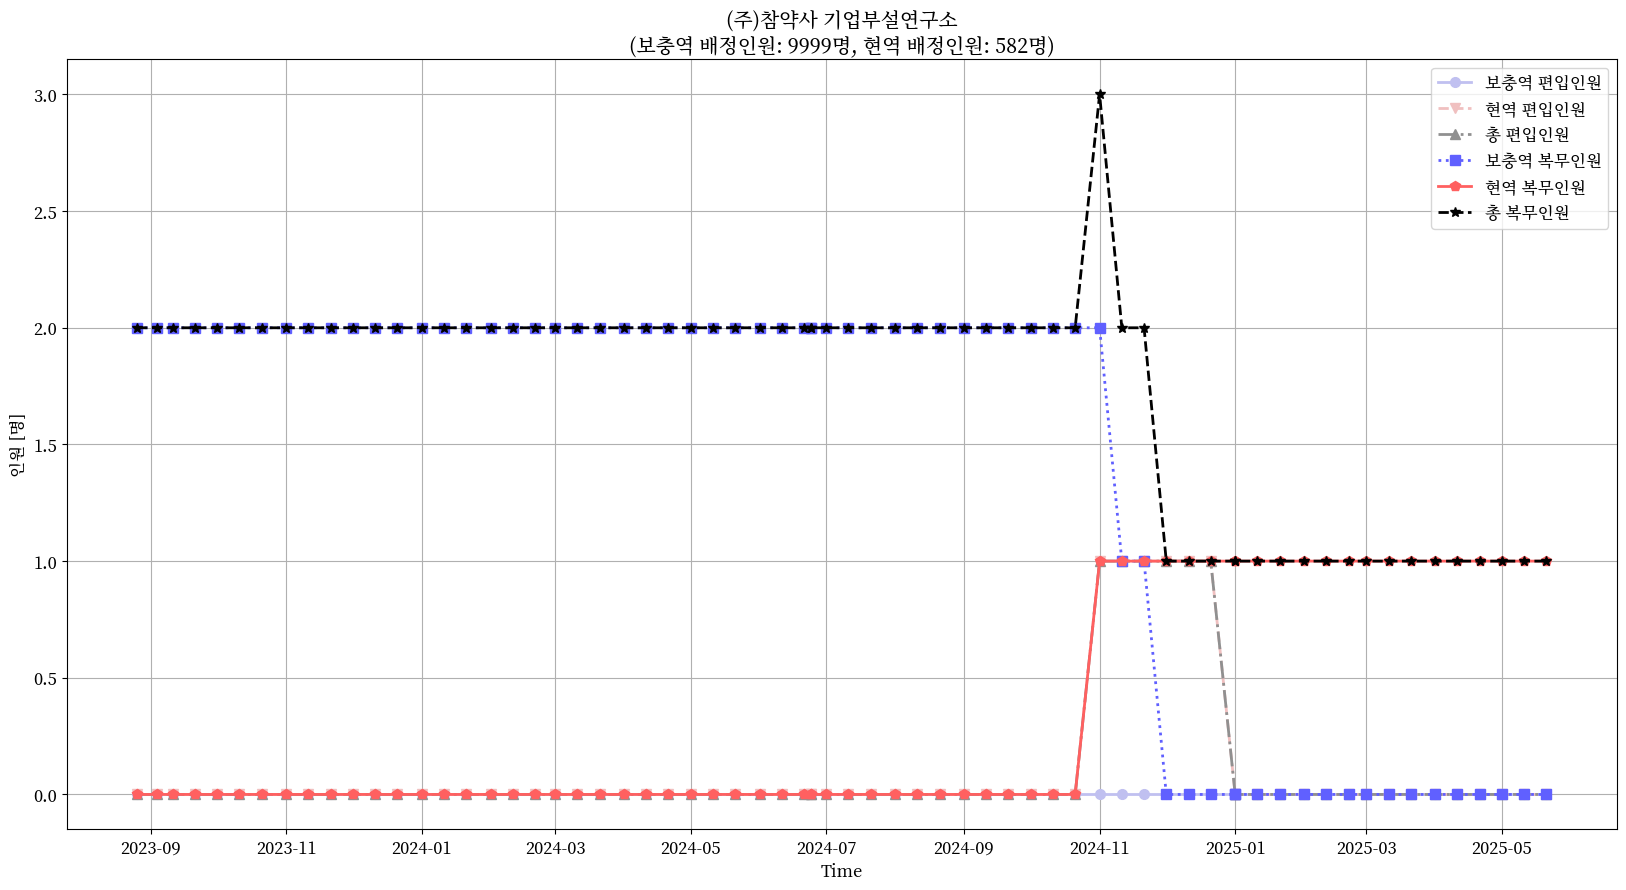 (주)참약사 기업부설연구소
(보충역 배정인원: 9999명, 현역 배정인원: 582명)
보충역 편입인원
현역 편입인원
총 편입인원
보충역 복무인원
현역 복무인원
총 복무인원
3.0
2.5
2.0
1.5
1.0
0.5
0.0
인원 [명]
2023-09 2023-11 2024-01 2024-03 2024-05 2024-07 2024-09 2024-11 2025-01 2025-03 2025-05
Time